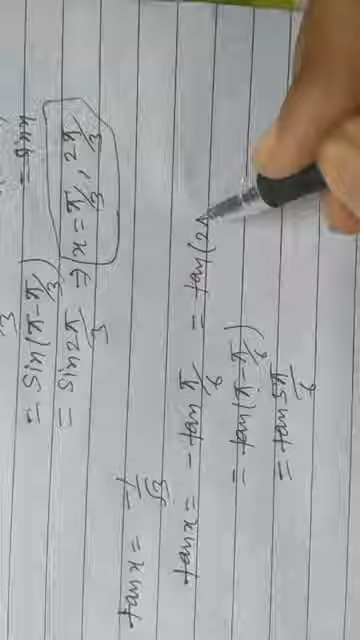 = sin(π-π/3)
= sin 2π/3 ⇒ x = π/3, 2π/3
tan x = -1/√3
tan x = - tan π/6 = tan(2π
= tan(π-π/6)
= tan 5π/6